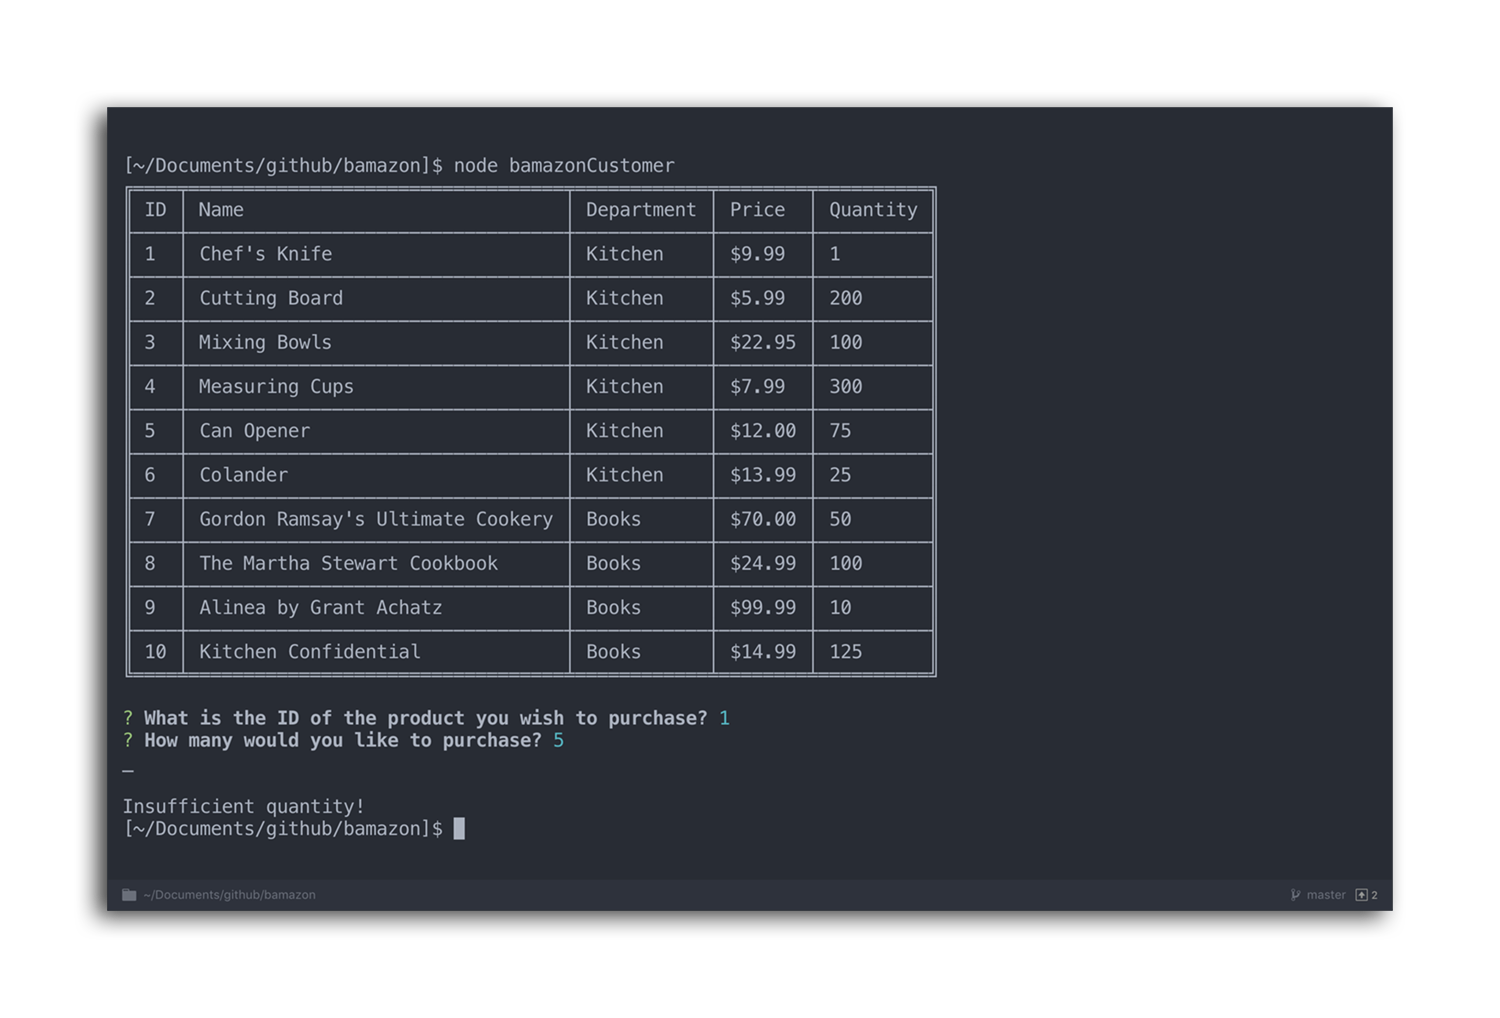 [~/Documents/github/bamazon]$ node bamazonCustomer
ID Name Department Price Quantity
1 Chef's Knife Kitchen $9.99 1
2 Cutting Board Kitchen $5.99 200
3 Mixing Bowls Kitchen $22.95 100
4 Measuring Cups Kitchen $7.99 300
5 Can Opener Kitchen $12.00 75
6 Colander Kitchen $13.99 25
7 Gordon Ramsay's Ultimate Cookery Books $70.00 50
8 The Martha Stewart Cookbook Books $24.99 100
9 Alinea by Grant Achatz Books $99.99 10
10 Kitchen Confidential Books $14.99 125
? What is the ID of the product you wish to purchase? 1
? How many would you like to purchase? 5
_
Insufficient quantity!
[~/Documents/github/bamazon]$
~/Documents/github/bamazon master 2